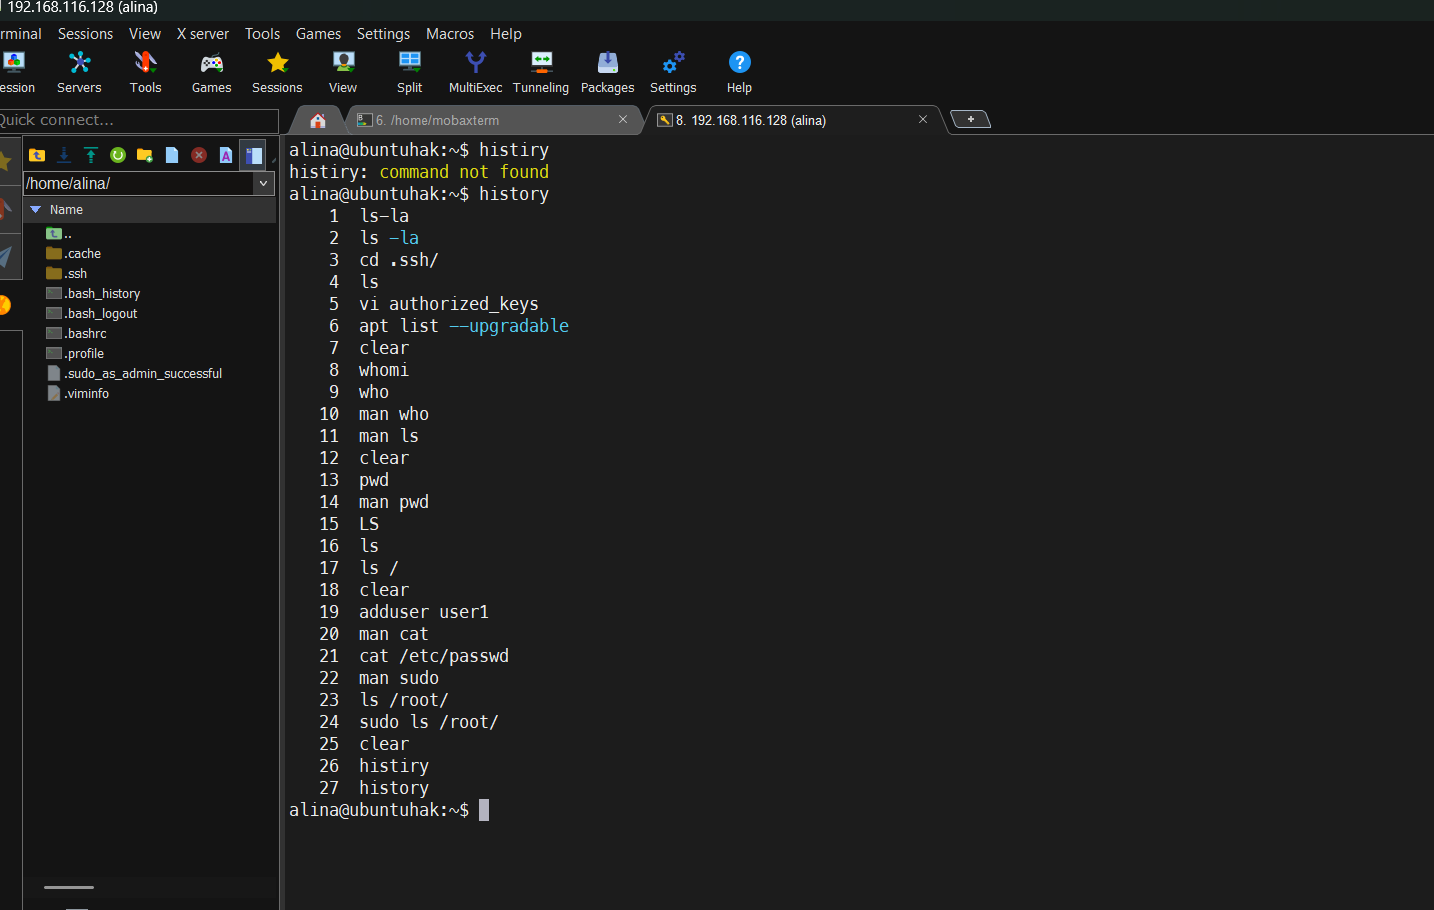 192.168.116.128 (alina)
rminal Sessions View X server Tools Games Settings Macros Help
ession Servers Tools Games Sessions View Split MultiExec Tunneling Packages Settings Help
Quick connect...
6. /home/mobaxterm
8. 192.168.116.128 (alina)
/home/alina/
Name
..
.cache
.ssh
.bash_history
.bash_logout
.bashrc
.profile
.sudo_as_admin_successful
.viminfo
alina@ubuntuhak:~$ histiry
histiry: command not found
alina@ubuntuhak:~$ history
1 ls-la
2 ls -la
3 cd .ssh/
4 ls
5 vi authorized_keys
6 apt list --upgradable
7 clear
8 whomi
9 who
10 man who
11 man ls
12 clear
13 pwd
14 man pwd
15 LS
16 ls
17 ls /
18 clear
19 adduser user1
20 man cat
21 cat /etc/passwd
22 man sudo
23 ls /root/
24 sudo ls /root/
25 clear
26 histiry
27 history
alina@ubuntuhak:~$